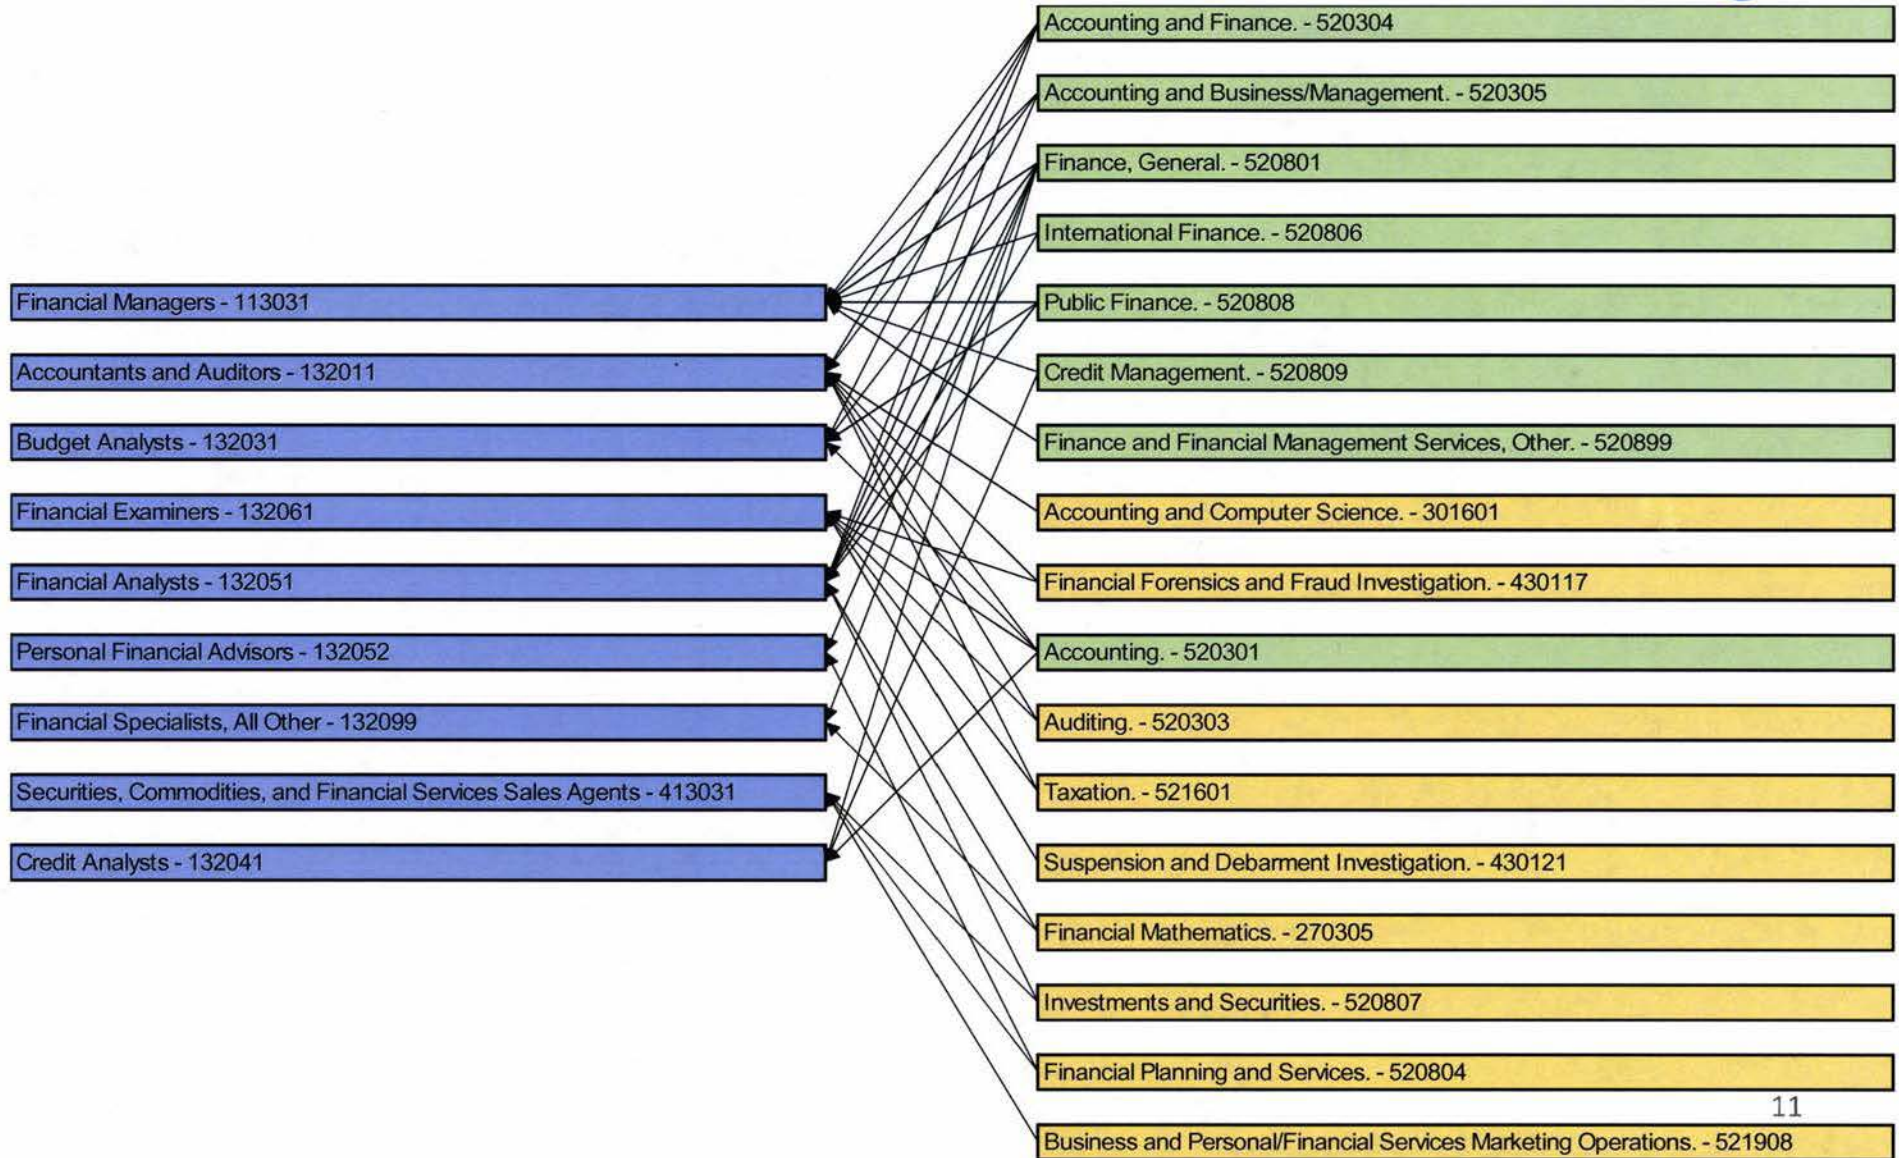 Accounting and Finance. - 520304
Accounting and Business/Management. - 520305
Finance, General. - 520801
International Finance. - 520806
Financial Managers - 113031
Public Finance. - 520808
Accountants and Auditors - 132011
Credit Management. - 520809
Budget Analysts - 132031
Finance and Financial Management Services, Other. - 520899
Financial Examiners - 132061
Accounting and Computer Science. - 301601
Financial Analysts - 132051
Financial Forensics and Fraud Investigation. - 430117
Personal Financial Advisors - 132052
Accounting. - 520301
Financial Specialists, All Other - 132099
Auditing. - 520303
Securities, Commodities, and Financial Services Sales Agents - 413031
Taxation. - 521601
Credit Analysts - 132041
Suspension and Debarment Investigation. - 430121
Financial Mathematics. - 270305
Investments and Securities. - 520807
Financial Planning and Services. - 520804
11
Business and Personal/Financial Services Marketing Operations. - 521908